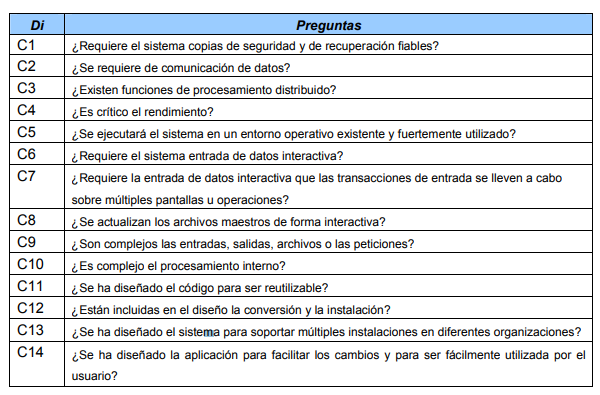 Di Preguntas
C1 ¿Requiere el sistema copias de seguridad y de recuperación fiables?
C2 ¿Se requiere de comunicación de datos?
C3 ¿Existen funciones de procesamiento distribuido?
C4 ¿Es crítico el rendimiento?
C5 ¿Se ejecutará el sistema en un entorno operativo existente y fuertemente utilizado?
C6 ¿Requiere el sistema entrada de datos interactiva?
C7 ¿Requiere la entrada de datos interactiva que las transacciones de entrada se lleven a cabo
sobre múltiples pantallas u operaciones?
C8 ¿Se actualizan los archivos maestros de forma interactiva?
C9 ¿Son complejos las entradas, salidas, archivos o las peticiones?
C10 ¿Es complejo el procesamiento interno?
C11 ¿Se ha diseñado el código para ser reutilizable?
C12 ¿Están incluidas en el diseño la conversión y la instalación?
C13 ¿Se ha diseñado el sistema para soportar múltiples instalaciones en diferentes organizaciones?
C14 ¿Se ha diseñado la aplicación para facilitar los cambios y para ser fácilmente utilizada por el
usuario?